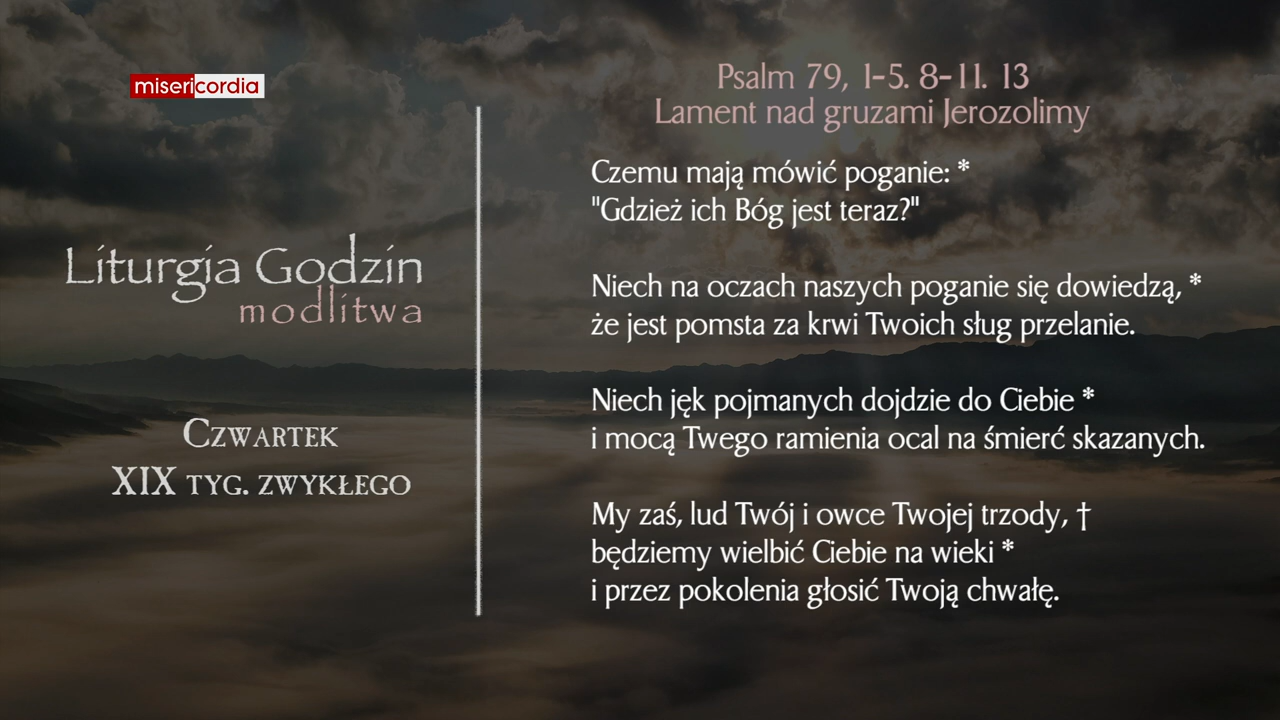 misericordia
Liturgia Godzin
modlitwa
Czwartek
XIX tyg. zwykłego
Psalm 79, 1-5. 8-11. 13
Lament nad gruzami Jerozolimy
Czemu mają mówić poganie: *
"Gdzież ich Bóg jest teraz?"
Niech na oczach naszych poganie się dowiedzą, *
że jest pomsta za krwi Twoich sług przelanie.
Niech jęk pojmanych dojdzie do Ciebie *
i mocą Twego ramienia ocal na śmierć skazanych.
My zaś, lud Twój i owce Twojej trzody, †
będziemy wielbić Ciebie na wieki *
i przez pokolenia głosić Twoją chwałę.